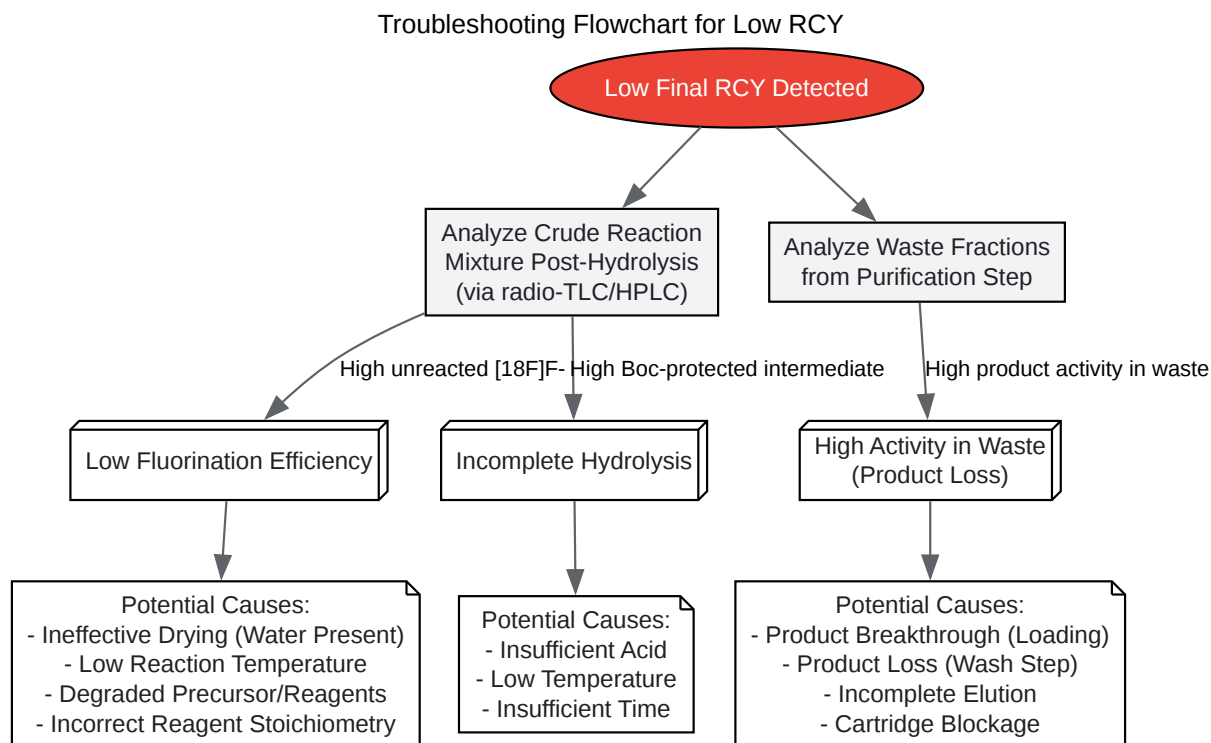 Troubleshooting Flowchart for Low RCY
Low Final RCY Detected
Analyze Crude Reaction
Mixture Post-Hydrolysis
(via radio-TLC/HPLC)
Analyze Waste Fractions
from Purification Step
High unreacted [18F]F-
High Boc-protected intermediate
High product activity in waste
Low Fluorination Efficiency
Incomplete Hydrolysis
High Activity in Waste
(Product Loss)
Potential Causes:
- Ineffective Drying (Water Present)
- Low Reaction Temperature
- Degraded Precursor/Reagents
- Incorrect Reagent Stoichiometry
Potential Causes:
- Insufficient Acid
- Low Temperature
- Insufficient Time
Potential Causes:
- Product Breakthrough (Loading)
- Product Loss (Wash Step)
- Incomplete Elution
- Cartridge Blockage